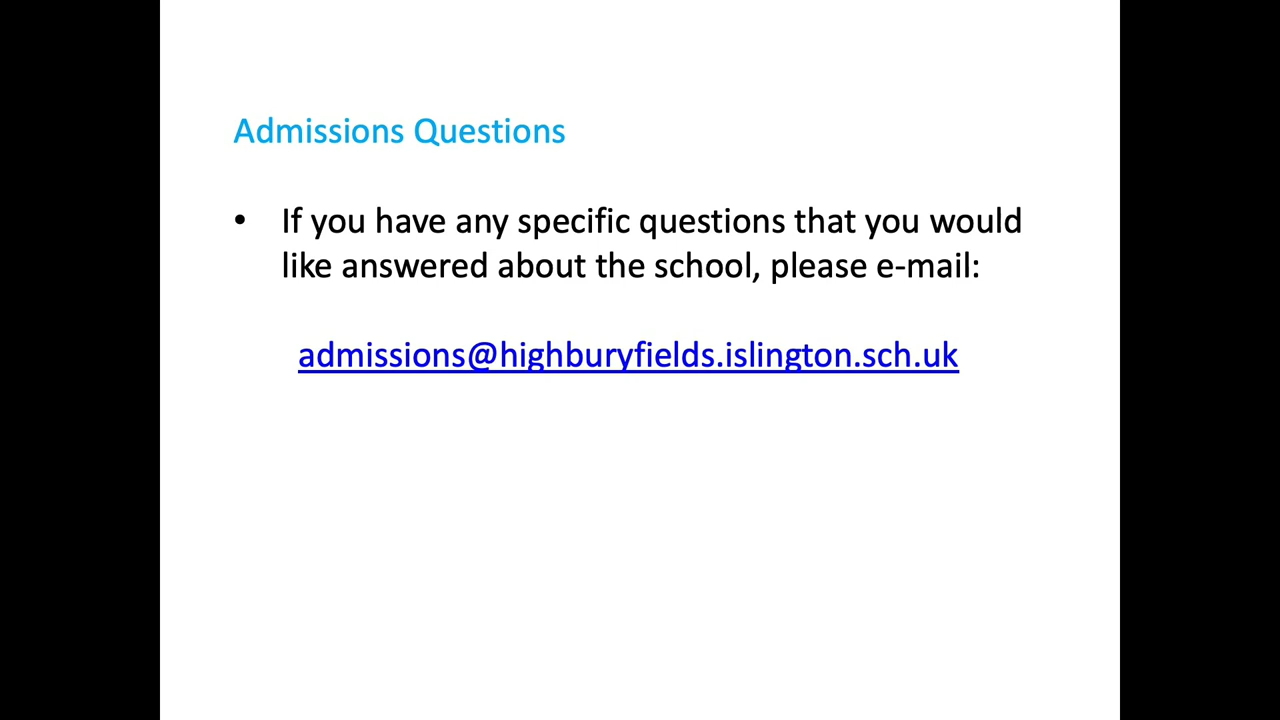 Admissions Questions
• If you have any specific questions that you would
like answered about the school, please e-mail:
admissions@highburyfields.islington.sch.uk